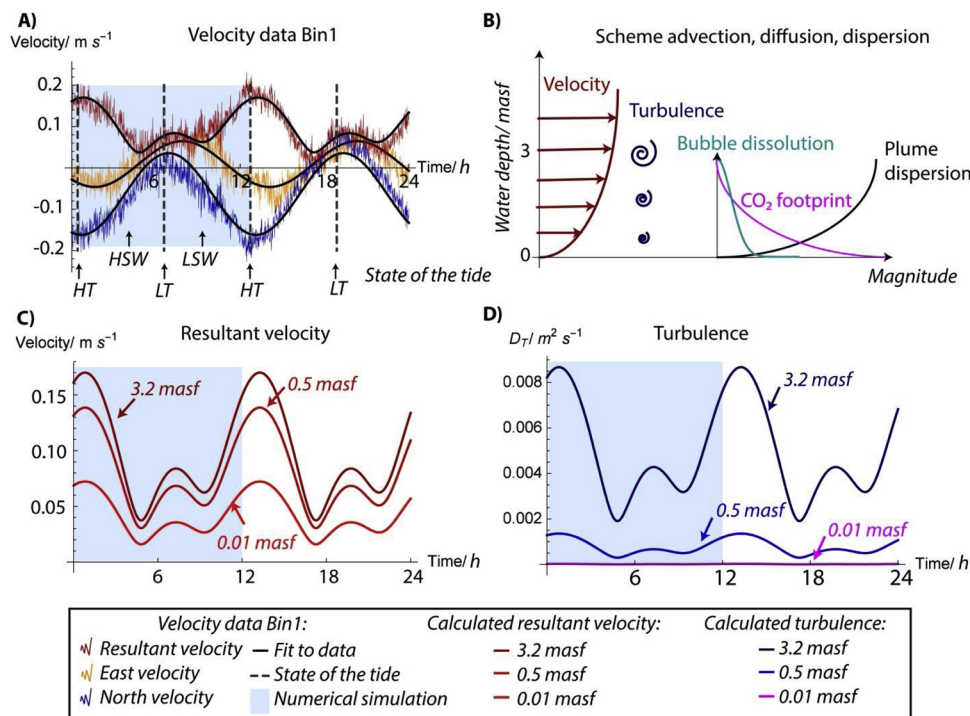 A)
Velocity/ m s⁻¹
Velocity data Bin1
0.2
0.1
-0.1
-0.2
6
12
18
24
Time/ h
HSW
LSW
HT
LT
HT
LT
State of the tide
B)
Scheme advection, diffusion, dispersion
Water depth/ masf
3
0
Velocity
Turbulence
Bubble dissolution
Plume
dispersion
CO₂ footprint
Magnitude
C)
Velocity/ m s⁻¹
Resultant velocity
0.15
0.10
0.05
3.2 masf
0.5 masf
0.01 masf
6
12
18
24
Time/ h
D)
D_T/ m² s⁻¹
Turbulence
0.008
0.006
0.004
0.002
3.2 masf
0.5 masf
0.01 masf
6
12
18
24
Time/ h
Velocity data Bin1:
Resultant velocity
East velocity
North velocity
Fit to data
State of the tide
Numerical simulation
Calculated resultant velocity:
3.2 masf
0.5 masf
0.01 masf
Calculated turbulence:
3.2 masf
0.5 masf
0.01 masf